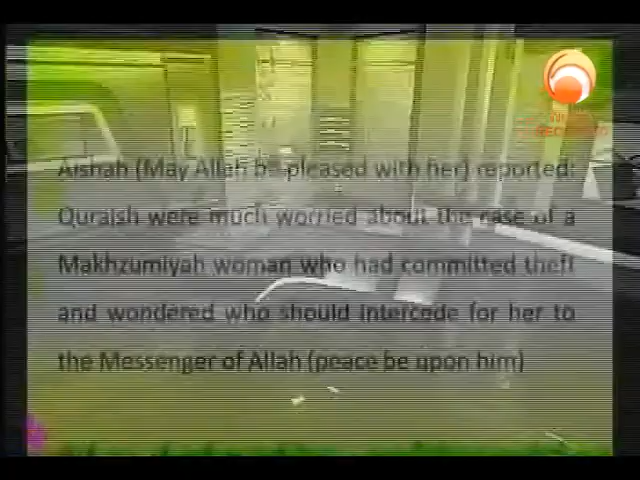 Aishah (May Allah be pleased with her) reported:
Quraish were much worried about the case of a
Makhzumiyah woman who had committed theft
and wondered who should intercede for her to
the Messenger of Allah (peace be upon him)